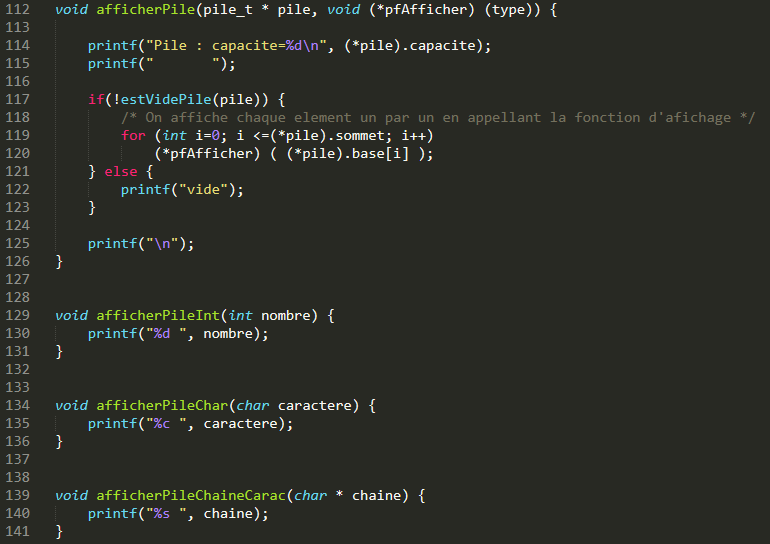 112 void afficherPile(pile_t * pile, void (*pfAfficher) (type)) {
113
114     printf("Pile : capacite=%d\n", (*pile).capacite);
115     printf("       ");
116
117     if(!estVidePile(pile)) {
118         /* On affiche chaque element un par un en appellant la fonction d'afichage */
119         for (int i=0; i <=(*pile).sommet; i++)
120             (*pfAfficher) ( (*pile).base[i] );
121     } else {
122         printf("vide");
123     }
124
125     printf("\n");
126 }
127
128
129 void afficherPileInt(int nombre) {
130     printf("%d ", nombre);
131 }
132
133
134 void afficherPileChar(char caractere) {
135     printf("%c ", caractere);
136 }
137
138
139 void afficherPileChaineCarac(char * chaine) {
140     printf("%s ", chaine);
141 }